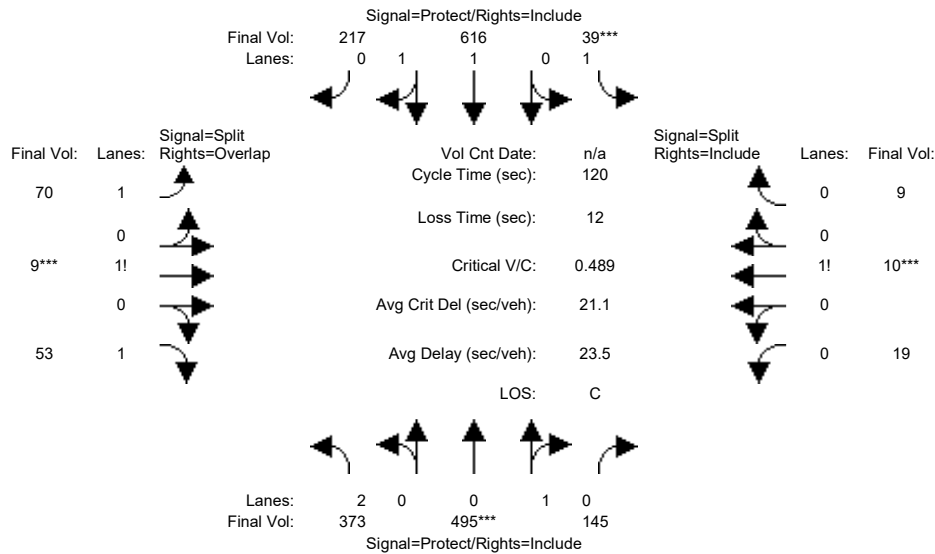 Signal=Protect/Rights=Include
Final Vol: 217 616 39***
Lanes: 0 1 1 0 1
Signal=Split
Final Vol: Lanes: Rights=Overlap
Vol Cnt Date: n/a
Signal=Split
Rights=Include Lanes: Final Vol:
Cycle Time (sec): 120
70 1
0 9
Loss Time (sec): 12
0
0
9*** 1!
Critical V/C: 0.489
1! 10***
0
Avg Crit Del (sec/veh): 21.1
0
53 1
Avg Delay (sec/veh): 23.5
0 19
LOS: C
Lanes: 2 0 0 1 0
Final Vol: 373 495*** 145
Signal=Protect/Rights=Include